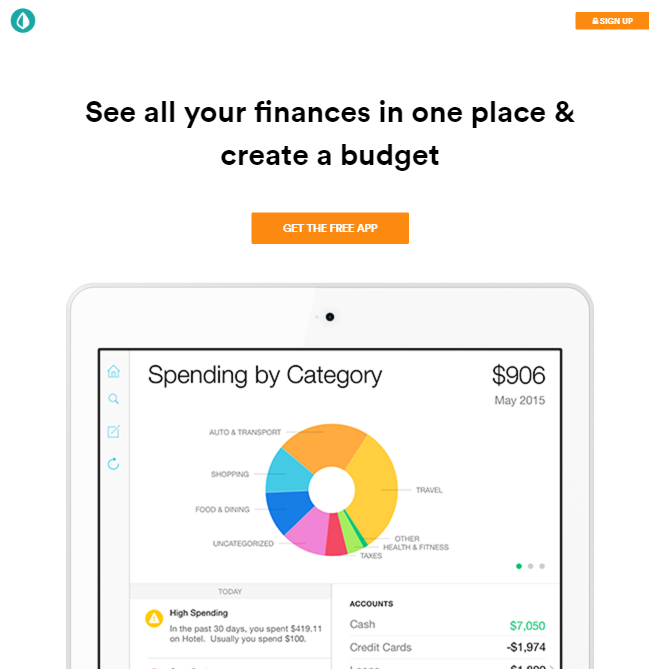 SIGN UP
See all your finances in one place &
create a budget
GET THE FREE APP
Spending by Category
$906
May 2015
AUTO & TRANSPORT
SHOPPING
TRAVEL
FOOD & DINING
OTHER
UNCATEGORIZED
HEALTH & FITNESS
TAXES
TODAY
High Spending
In the past 30 days, you spent $419.11
on Hotel. Usually you spend $100.
ACCOUNTS
Cash $7,050
Credit Cards -$1,974